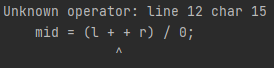 Unknown operator: line 12 char 15
mid = (l + + r) / 0;
^